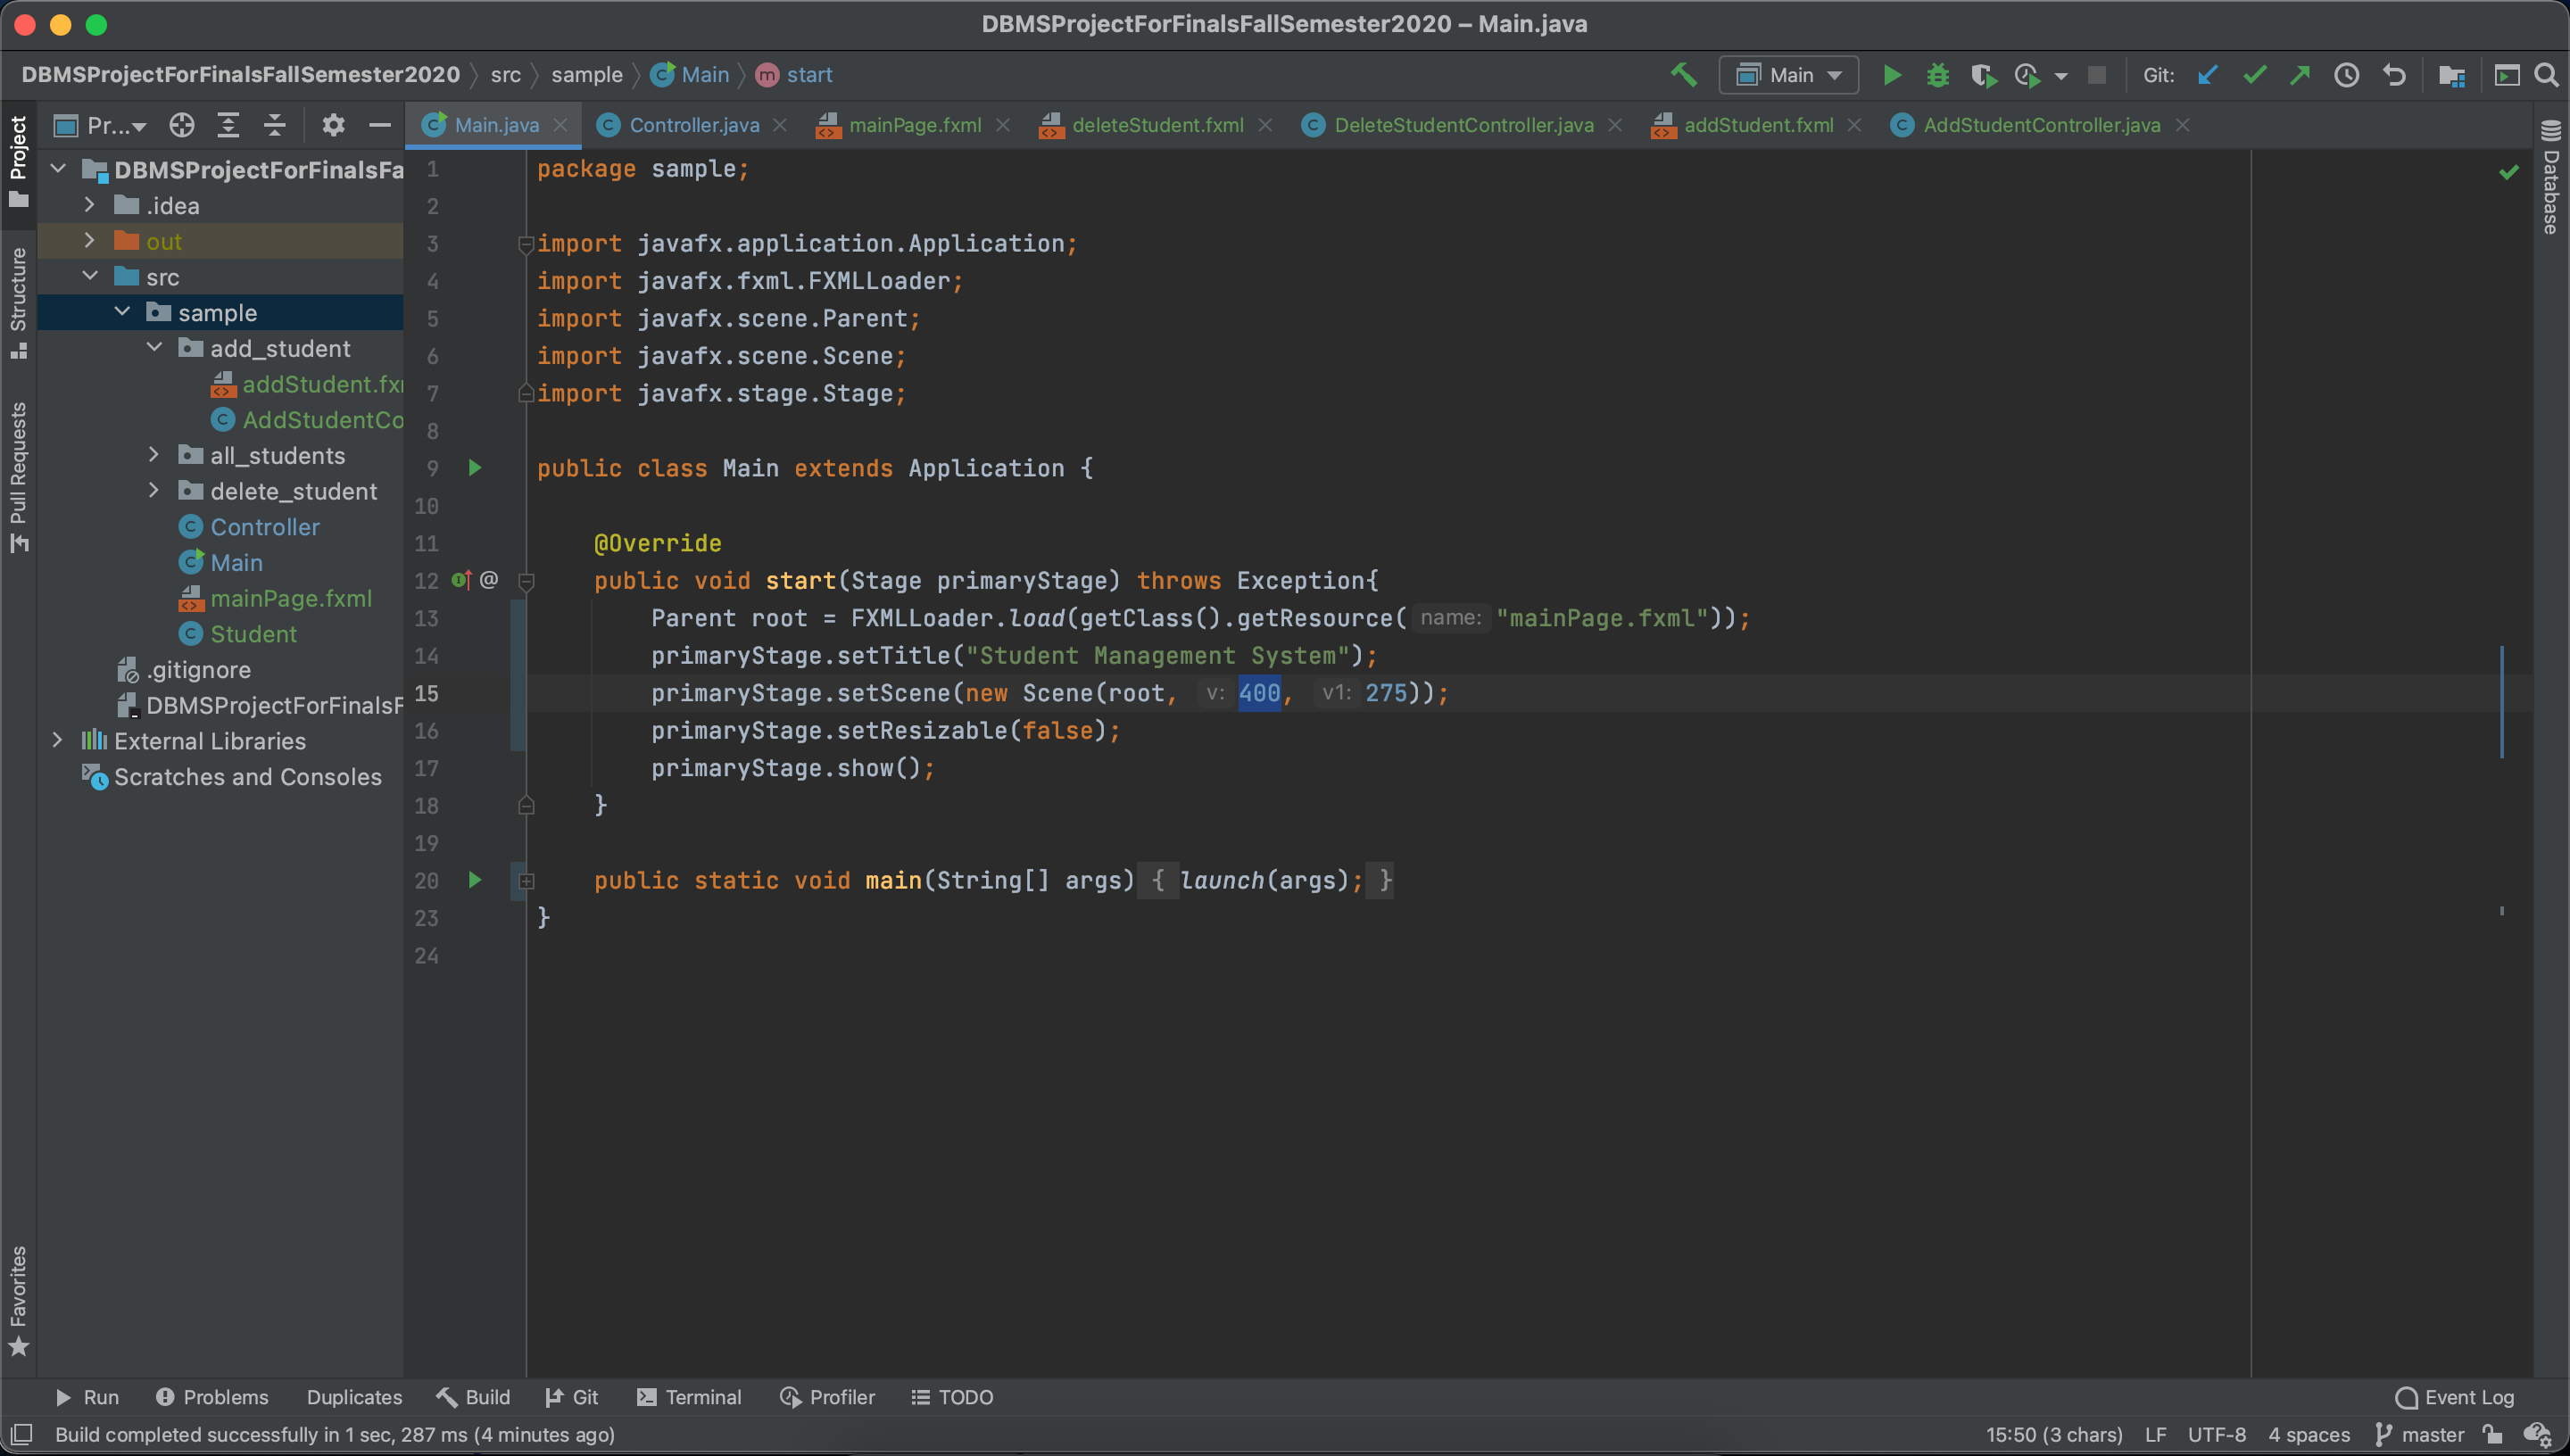 DBMSProjectForFinalsFallSemester2020 – Main.java
DBMSProjectForFinalsFallSemester2020 src sample Main start
Main Git:
Project
Structure
Pull Requests
Favorites
Database
Pr...
Main.java Controller.java mainPage.fxml deleteStudent.fxml DeleteStudentController.java addStudent.fxml AddStudentController.java
DBMSProjectForFinalsFa
.idea
out
src
sample
add_student
addStudent.fxr
AddStudentCo
all_students
delete_student
Controller
Main
mainPage.fxml
Student
.gitignore
DBMSProjectForFinalsF
External Libraries
Scratches and Consoles
1 package sample;
2
3 import javafx.application.Application;
4 import javafx.fxml.FXMLLoader;
5 import javafx.scene.Parent;
6 import javafx.scene.Scene;
7 import javafx.stage.Stage;
8
9 public class Main extends Application {
10
11 @Override
12 @ public void start(Stage primaryStage) throws Exception{
13 Parent root = FXMLLoader.load(getClass().getResource( name: "mainPage.fxml"));
14 primaryStage.setTitle("Student Management System");
15 primaryStage.setScene(new Scene(root, v: 400, v1: 275));
16 primaryStage.setResizable(false);
17 primaryStage.show();
18 }
19
20 public static void main(String[] args) { launch(args); }
23 }
24
Run Problems Duplicates Build Git Terminal Profiler TODO Event Log
Build completed successfully in 1 sec, 287 ms (4 minutes ago) 15:50 (3 chars) LF UTF-8 4 spaces master